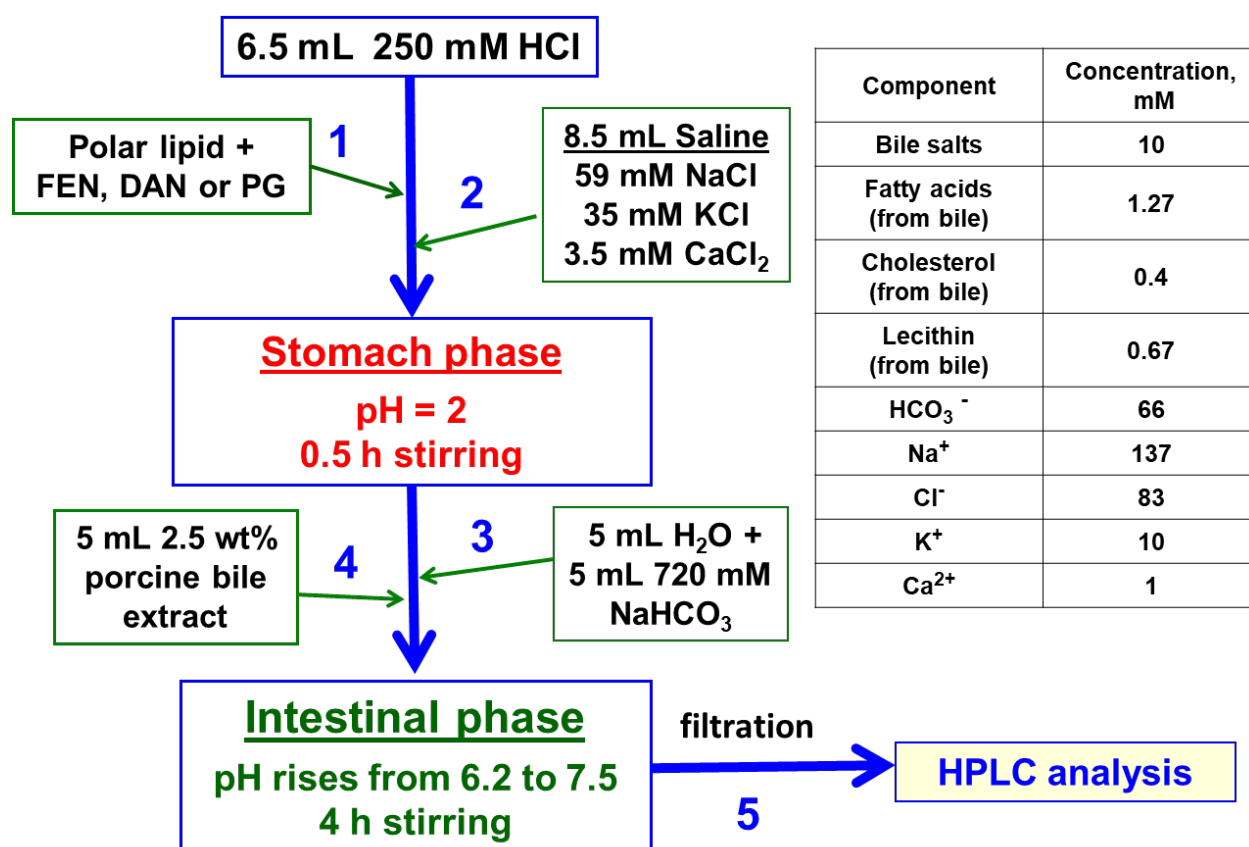 6.5 mL 250 mM HCl
1
Polar lipid +
FEN, DAN or PG
2
8.5 mL Saline
59 mM NaCl
35 mM KCl
3.5 mM CaCl₂
Stomach phase
pH = 2
0.5 h stirring
3
5 mL H₂O +
5 mL 720 mM
NaHCO₃
4
5 mL 2.5 wt%
porcine bile
extract
Intestinal phase
pH rises from 6.2 to 7.5
4 h stirring
filtration
5
HPLC analysis
Component
Concentration,
mM
Bile salts
10
Fatty acids
(from bile)
1.27
Cholesterol
(from bile)
0.4
Lecithin
(from bile)
0.67
HCO₃⁻
66
Na⁺
137
Cl⁻
83
K⁺
10
Ca²⁺
1